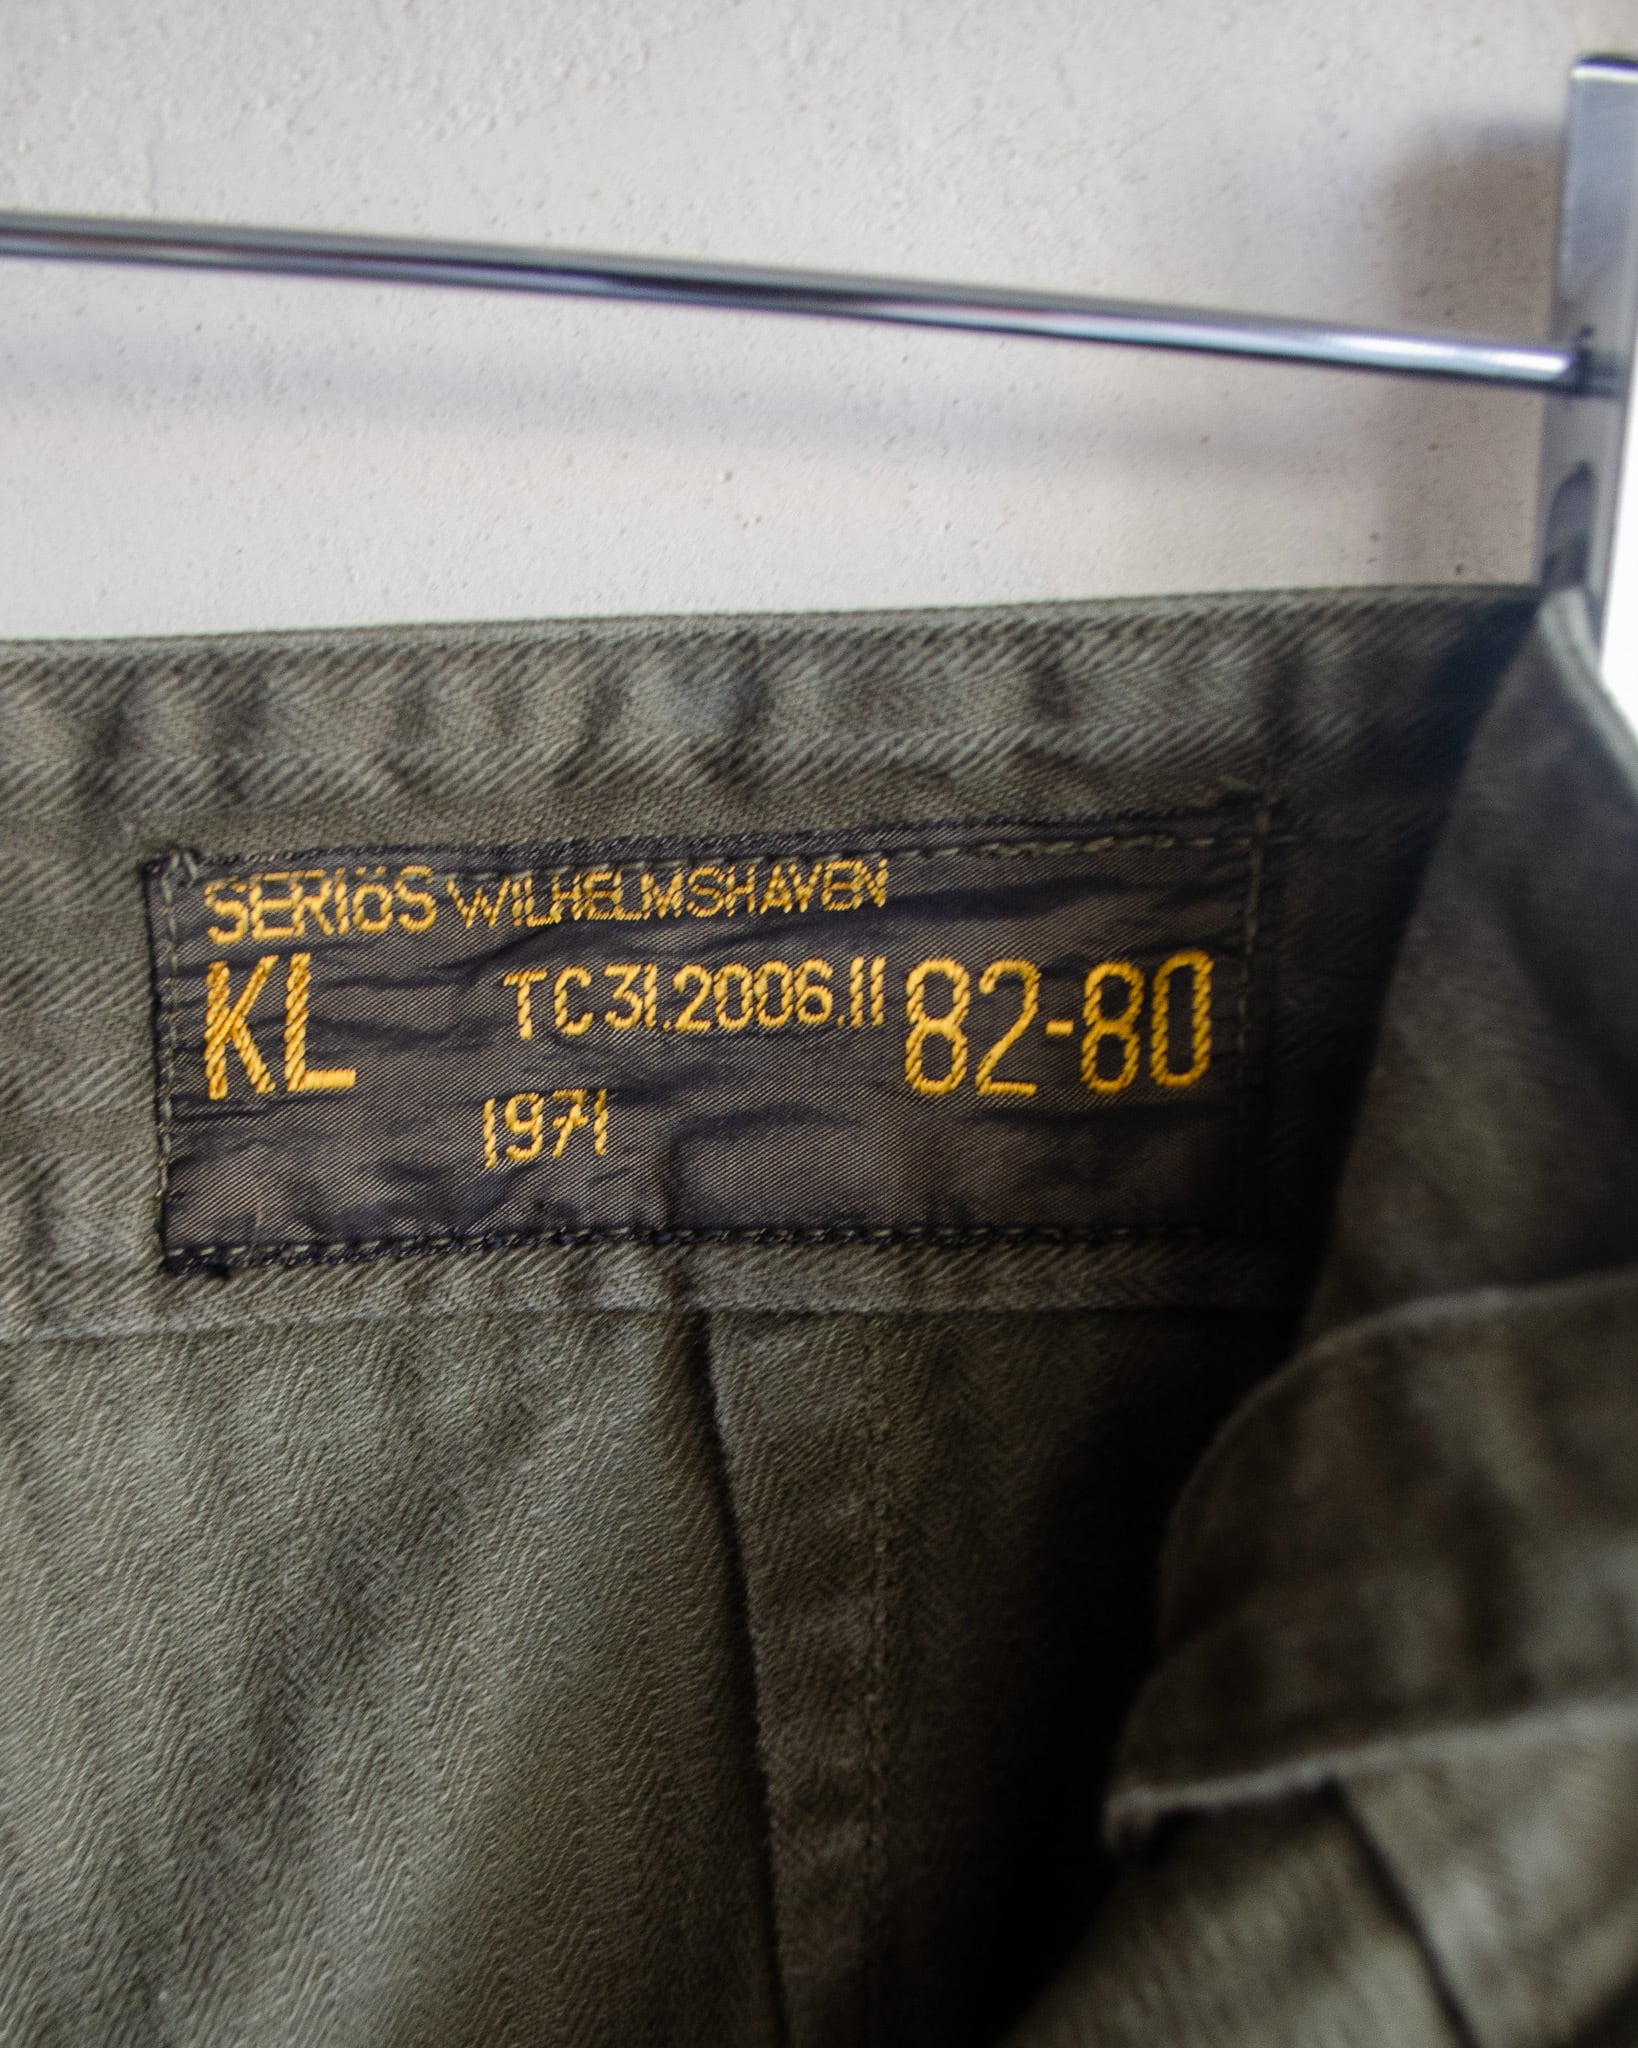 SERIÖS WILHELMSHAVEN
KL TC31.2006.11 82-80
1971